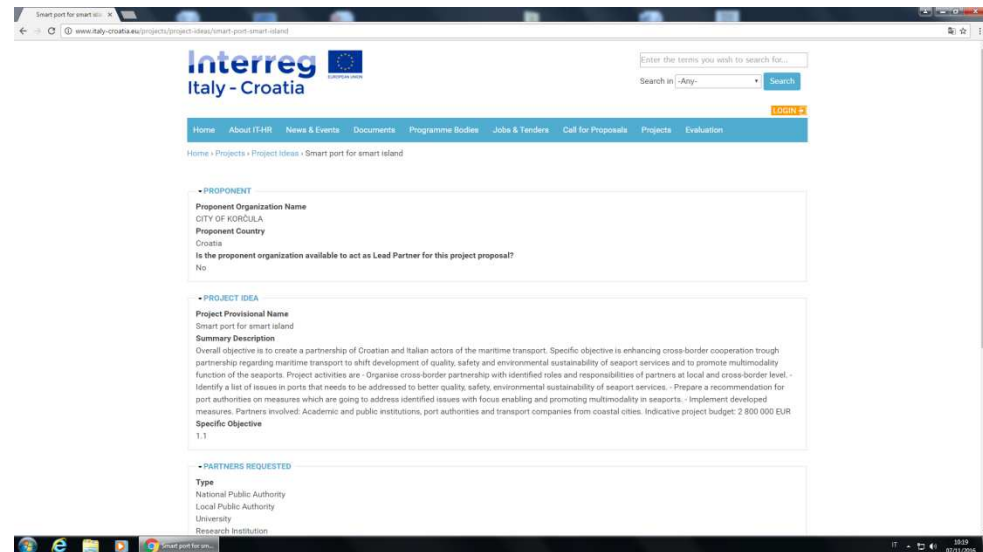 Smart port for smart isla
www.italy-croatia.eu/projects/project-ideas/smart-port-smart-island
Interreg
EUROPEAN UNION
Italy - Croatia
Enter the terms you wish to search for...
Search in -Any- Search
LOGIN
Home About IT-HR News & Events Documents Programme Bodies Jobs & Tenders Call for Proposals Projects Evaluation
Home › Projects › Project Ideas › Smart port for smart island
PROPONENT
Proponent Organization Name
CITY OF KORČULA
Proponent Country
Croatia
Is the proponent organization available to act as Lead Partner for this project proposal?
No
PROJECT IDEA
Project Provisional Name
Smart port for smart island
Summary Description
Overall objective is to create a partnership of Croatian and Italian actors of the maritime transport. Specific objective is enhancing cross-border cooperation trough
partnership regarding maritime transport to shift development of quality, safety and environmental sustainability of seaport services and to promote multimodality
function of the seaports. Project activities are - Organise cross-border partnership with identified roles and responsibilities of partners at local and cross-border level. -
Identify a list of issues in ports that needs to be addressed to better quality, safety, environmental sustainability of seaport services. - Prepare a recommendation for
port authorities on measures which are going to address identified issues with focus enabling and promoting multimodality in seaports. - Implement developed
measures. Partners involved: Academic and public institutions, port authorities and transport companies from coastal cities. Indicative project budget: 2 800 000 EUR
Specific Objective
1.1
PARTNERS REQUESTED
Type
National Public Authority
Local Public Authority
University
Research Institution
Smart port for sm...
IT
10:19
02/11/2016